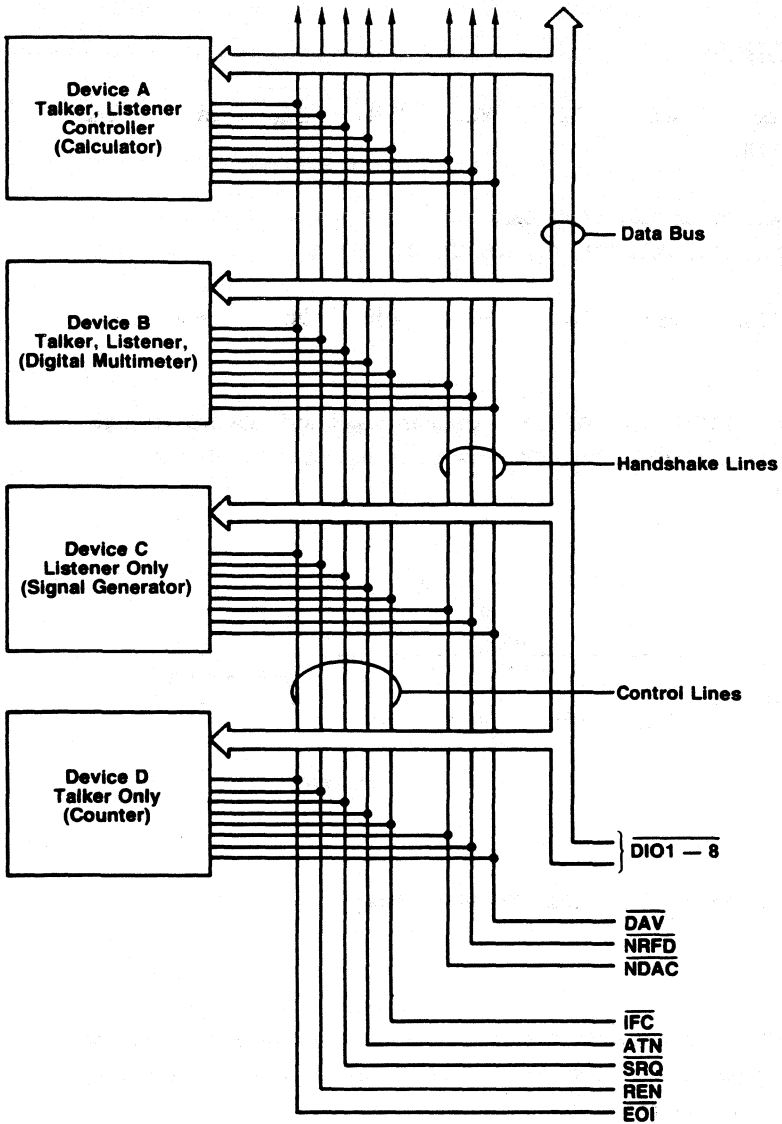 Device A
Talker, Listener
Controller
(Calculator)
Data Bus
Device B
Talker, Listener,
(Digital Multimeter)
Handshake Lines
Device C
Listener Only
(Signal Generator)
Control Lines
Device D
Talker Only
(Counter)
DIO1 — 8
DAV
NRFD
NDAC
IFC
ATN
SRQ
REN
EOI